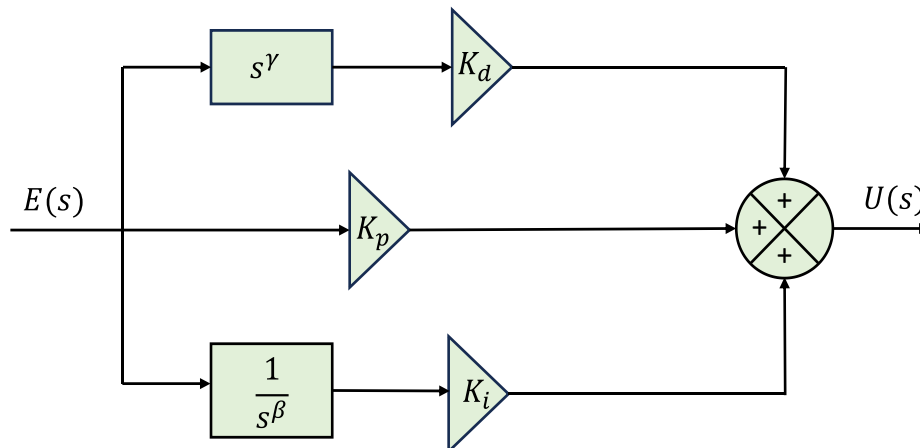 s^γ
K_d
E(s)
K_p
+
+
+
U(s)
1
s^β
K_i